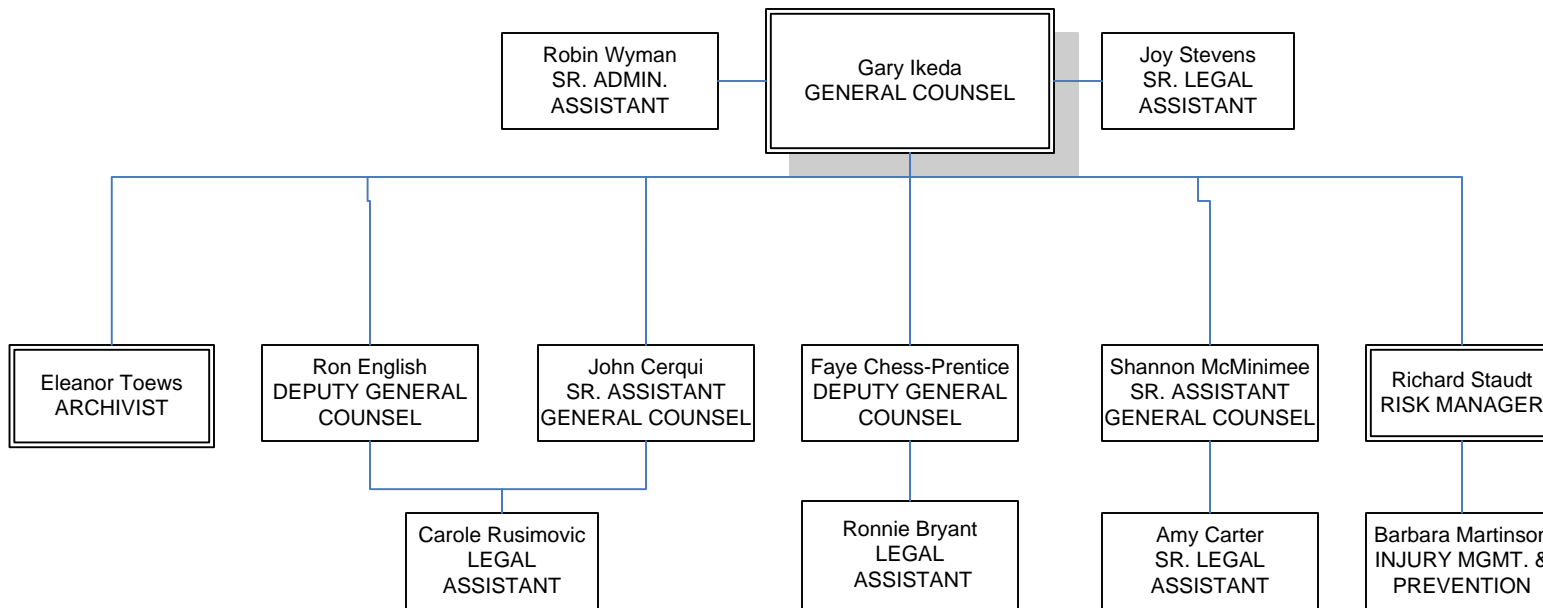 Robin Wyman
SR. ADMIN.
ASSISTANT
Gary Ikeda
GENERAL COUNSEL
Joy Stevens
SR. LEGAL
ASSISTANT
Eleanor Toews
ARCHIVIST
Ron English
DEPUTY GENERAL
COUNSEL
John Cerqui
SR. ASSISTANT
GENERAL COUNSEL
Faye Chess-Prentice
DEPUTY GENERAL
COUNSEL
Shannon McMinimee
SR. ASSISTANT
GENERAL COUNSEL
Richard Staudt
RISK MANAGER
Carole Rusimovic
LEGAL
ASSISTANT
Ronnie Bryant
LEGAL
ASSISTANT
Amy Carter
SR. LEGAL
ASSISTANT
Barbara Martinson
INJURY MGMT. &
PREVENTION